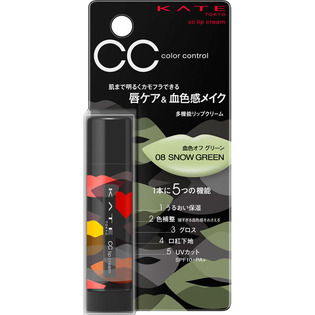 KATE
TOKYO
cc lip cream
CC color control
肌まで明るくカモフラできる
唇ケア&血色感メイク
多機能リップクリーム
血色オフ グリーン
08 SNOW GREEN
1本に5つの機能
1 うるおい保湿
2 色補整
3 グロス
4 口紅下地
5 UVカット
SPF10・PA+
KATE
CC lip cream